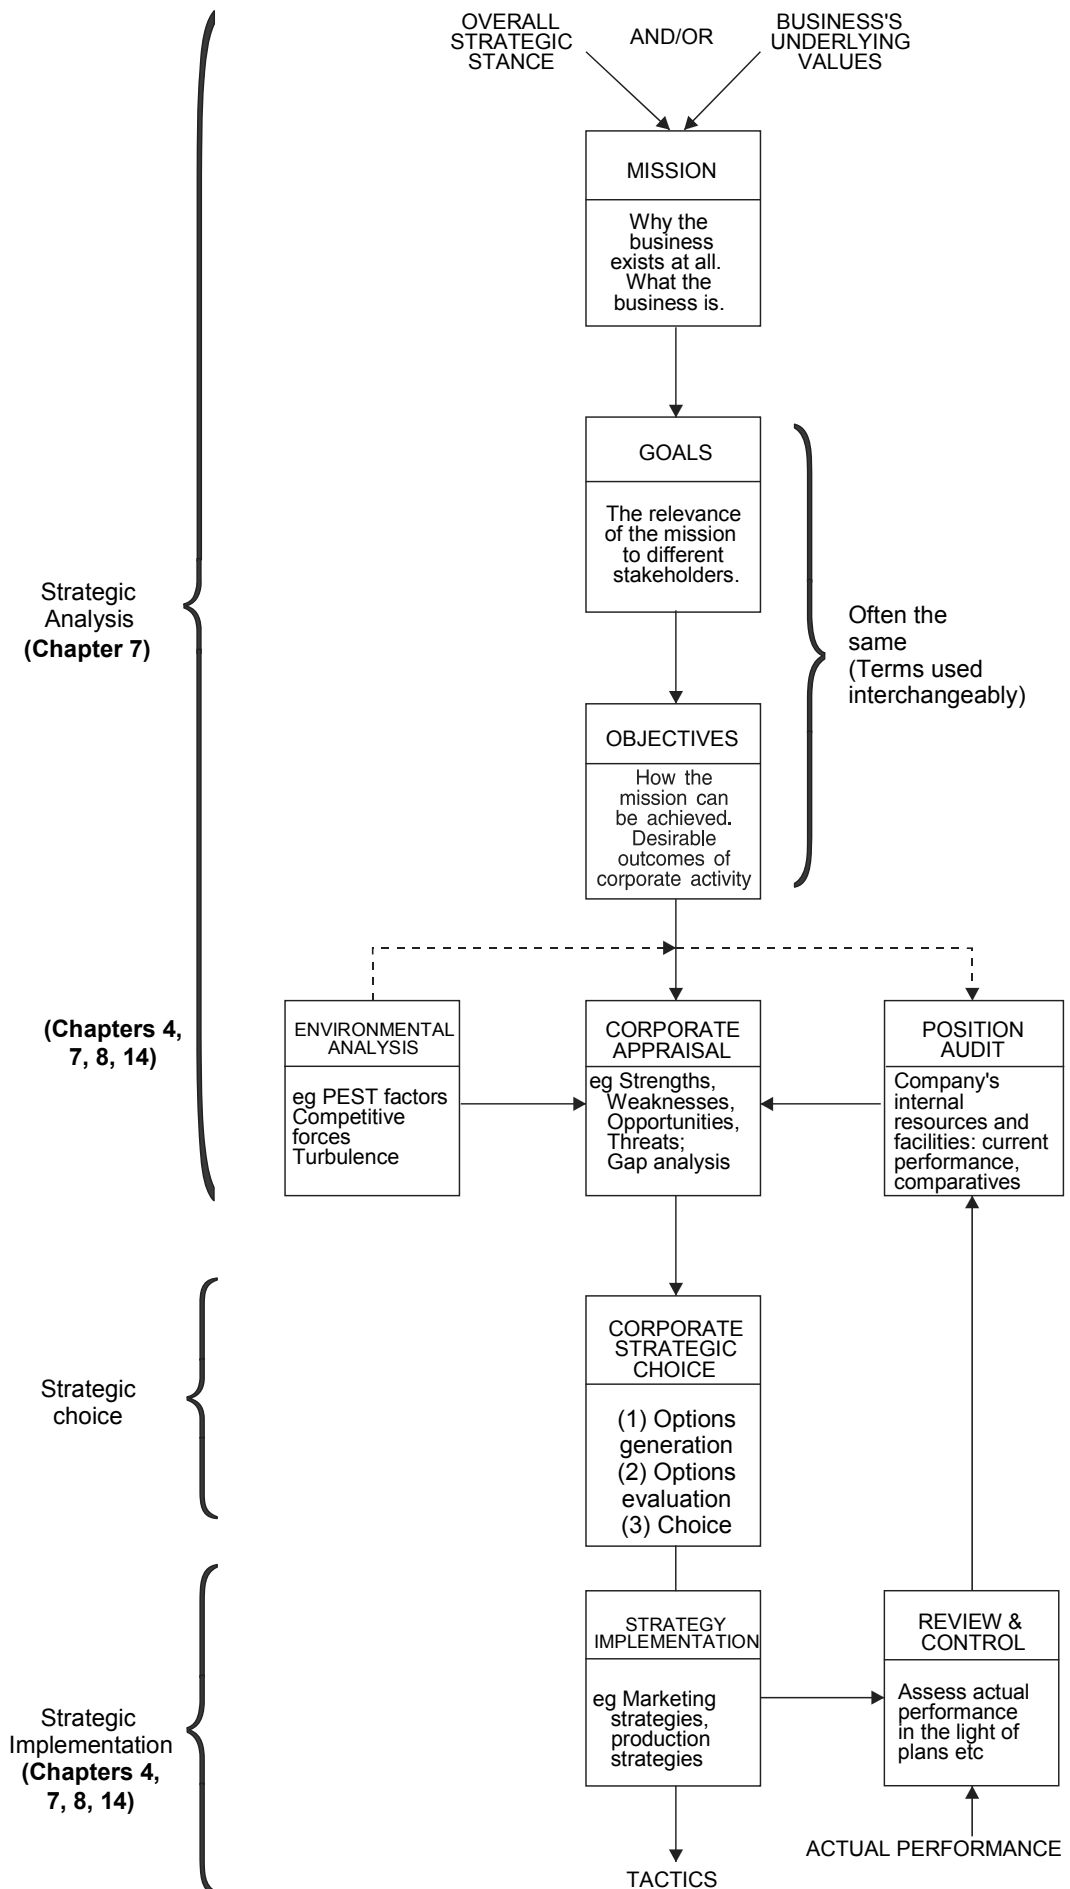 OVERALL
STRATEGIC
STANCE
AND/OR
BUSINESS'S
UNDERLYING
VALUES
MISSION
Why the
business
exists at all.
What the
business is.
GOALS
The relevance
of the mission
to different
stakeholders.
Strategic
Analysis
(Chapter 7)
Often the
same
(Terms used
interchangeably)
OBJECTIVES
How the
mission can
be achieved.
Desirable
outcomes of
corporate activity
(Chapters 4,
7, 8, 14)
ENVIRONMENTAL
ANALYSIS
eg PEST factors
Competitive
forces
Turbulence
CORPORATE
APPRAISAL
eg Strengths,
Weaknesses,
Opportunities,
Threats;
Gap analysis
POSITION
AUDIT
Company's
internal
resources and
facilities: current
performance,
comparatives
Strategic
choice
CORPORATE
STRATEGIC
CHOICE
(1) Options
generation
(2) Options
evaluation
(3) Choice
Strategic
Implementation
(Chapters 4,
7, 8, 14)
STRATEGY
IMPLEMENTATION
eg Marketing
strategies,
production
strategies
REVIEW &
CONTROL
Assess actual
performance
in the light of
plans etc
ACTUAL PERFORMANCE
TACTICS